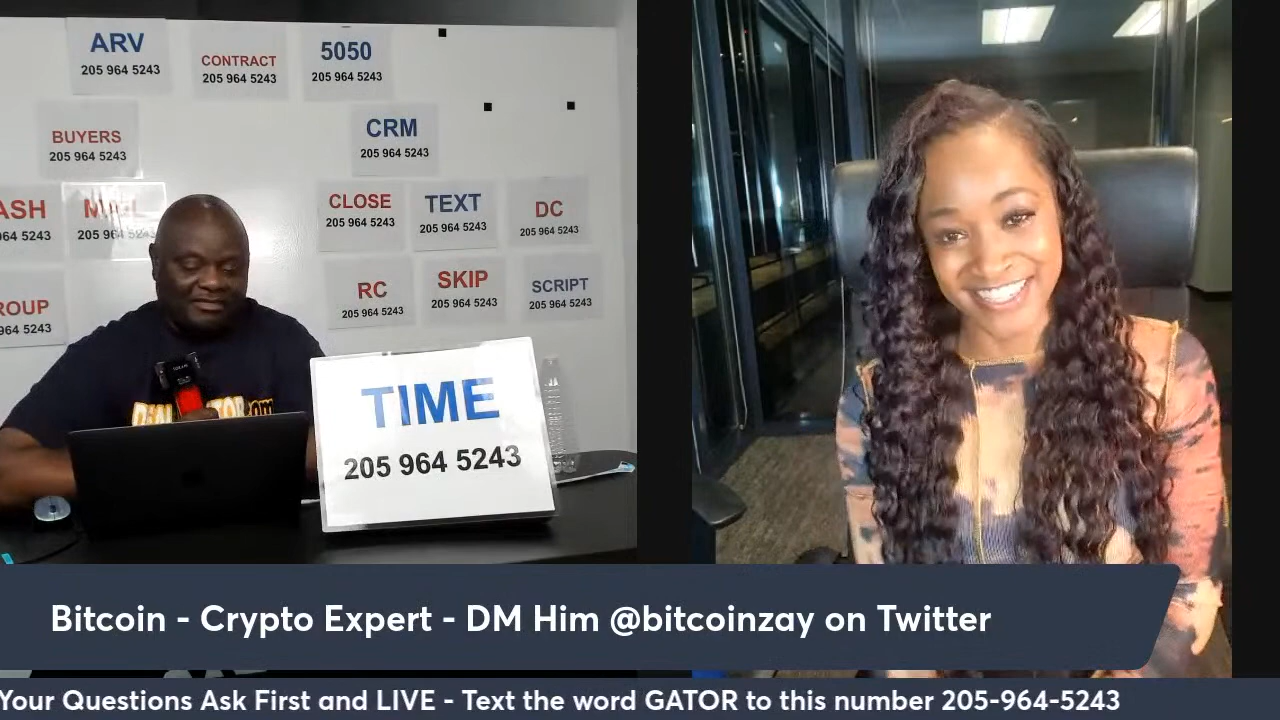 ARV
205 964 5243
CONTRACT
205 964 5243
5050
205 964 5243
BUYERS
205 964 5243
CRM
205 964 5243
ASH
964 5243
MAIL
205 964 5243
CLOSE
205 964 5243
TEXT
205 964 5243
DC
205 964 5243
ROUP
964 5243
RC
205 964 5243
SKIP
205 964 5243
SCRIPT
205 964 5243
TIME
205 964 5243
Bitcoin - Crypto Expert - DM Him @bitcoinzay on Twitter
Your Questions Ask First and LIVE - Text the word GATOR to this number 205-964-5243